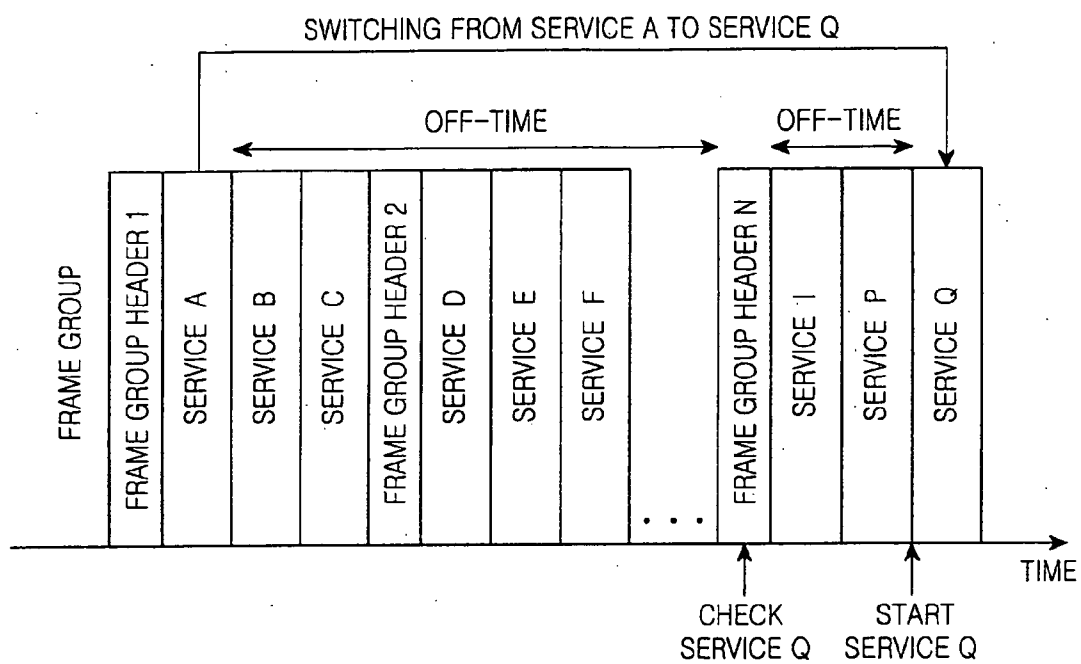 SWITCHING FROM SERVICE A TO SERVICE Q
OFF-TIME
OFF-TIME
FRAME GROUP
FRAME GROUP HEADER 1
SERVICE A
SERVICE B
SERVICE C
FRAME GROUP HEADER 2
SERVICE D
SERVICE E
SERVICE F
. . .
FRAME GROUP HEADER N
SERVICE I
SERVICE P
SERVICE Q
TIME
CHECK
SERVICE Q
START
SERVICE Q